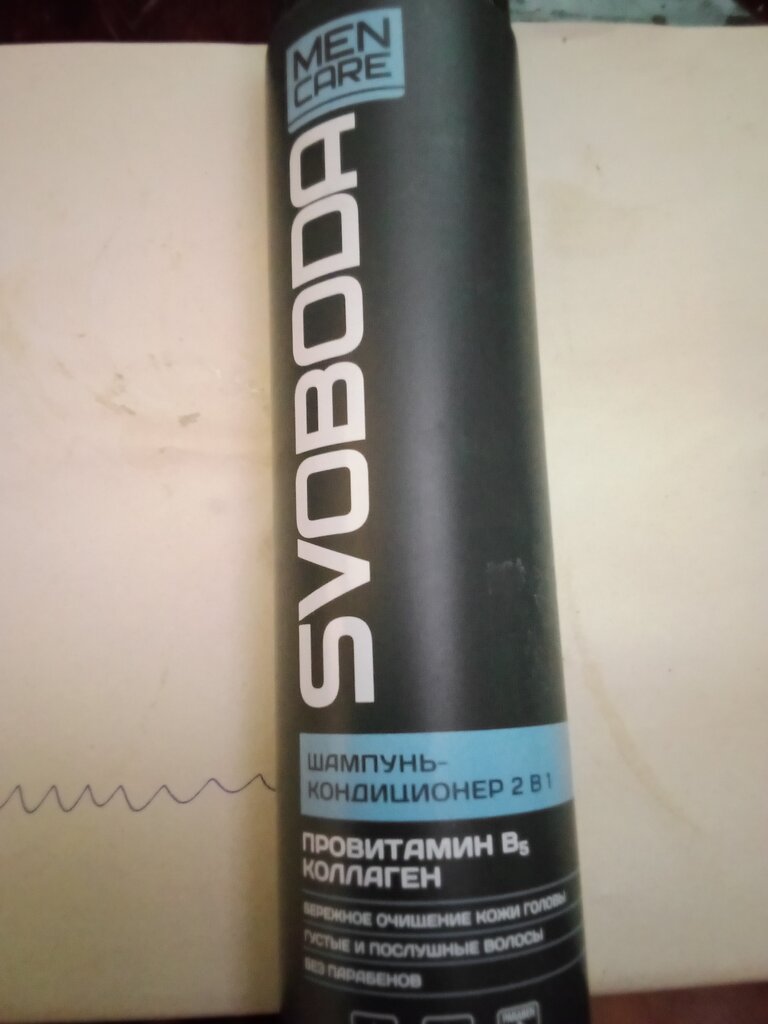 MEN
CARE
SVOBODA
ШАМПУНЬ-
КОНДИЦИОНЕР 2 В 1
ПРОВИТАМИН B₅
КОЛЛАГЕН
БЕРЕЖНОЕ ОЧИЩЕНИЕ КОЖИ ГОЛОВЫ
ГУСТЫЕ И ПОСЛУШНЫЕ ВОЛОСЫ
БЕЗ ПАРАБЕНОВ